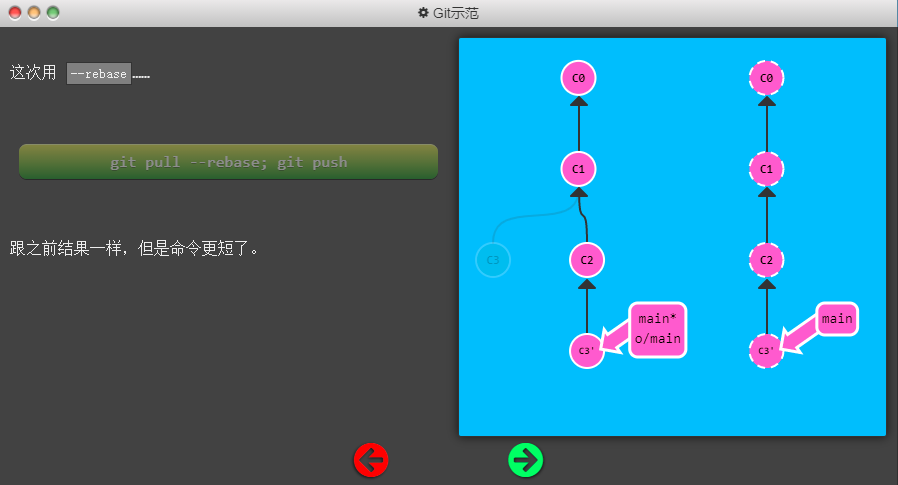 Git示范
这次用 --rebase……
git pull --rebase; git push
跟之前结果一样，但是命令更短了。
C0 C0
C1 C1
C3 C2 C2
main* main
o/main
C3' C3'